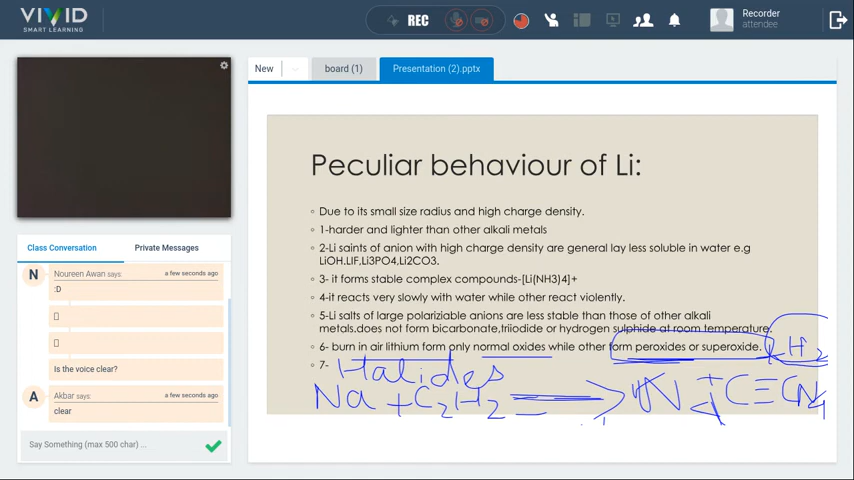 VIVID
SMART LEARNING
REC
Recorder
attendee
New
board (1)
Presentation (2).pptx
Class Conversation
Private Messages
N
Noureen Awan says:
a few seconds ago
:D
Is the voice clear?
A
Akbar says:
a few seconds ago
clear
Say Something (max 500 char) ...
Peculiar behaviour of Li:
Due to its small size radius and high charge density.
1-harder and lighter than other alkali metals
2-Li saints of anion with high charge density are general lay less soluble in water e.g
LiOH,LIF,Li3PO4,Li2CO3.
3- it forms stable complex compounds-[Li(NH3)4]+
4-it reacts very slowly with water while other react violently.
5-Li salts of large polariziable anions are less stable than those of other alkali
metals.does not form bicarbonate,triiodide or hydrogen sulphide at room temperature.
6- burn in air lithium form only normal oxides while other form peroxides or superoxide.
H2
7- Halides
Na + C2H2
C≡C